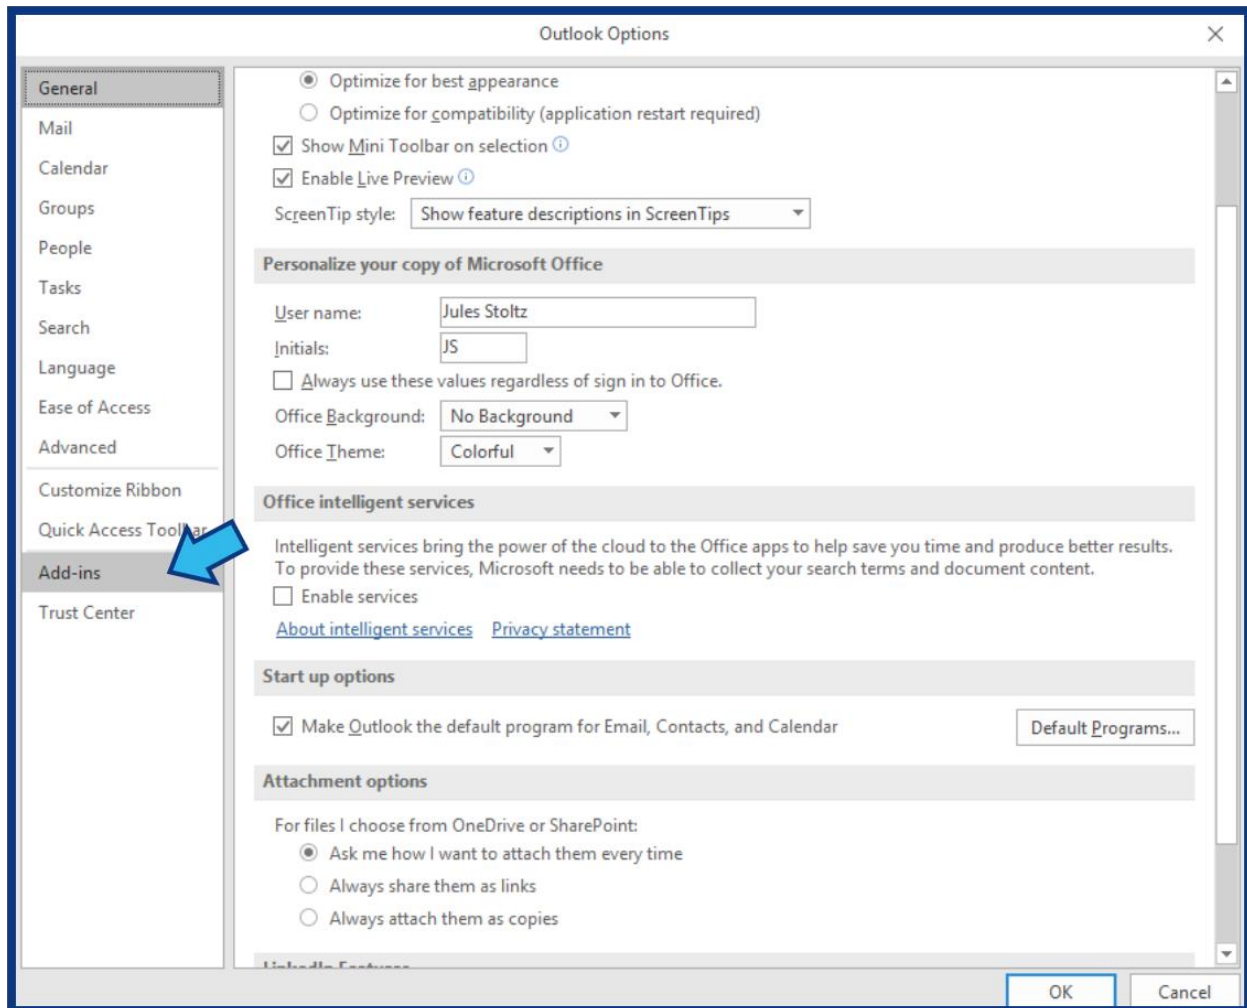 Outlook Options
General
Mail
Calendar
Groups
People
Tasks
Search
Language
Ease of Access
Advanced
Customize Ribbon
Quick Access Toolbar
Add-ins
Trust Center
Optimize for best appearance
Optimize for compatibility (application restart required)
Show Mini Toolbar on selection
Enable Live Preview
ScreenTip style: Show feature descriptions in ScreenTips
Personalize your copy of Microsoft Office
User name: Jules Stoltz
Initials: JS
Always use these values regardless of sign in to Office.
Office Background: No Background
Office Theme: Colorful
Office intelligent services
Intelligent services bring the power of the cloud to the Office apps to help save you time and produce better results.
To provide these services, Microsoft needs to be able to collect your search terms and document content.
Enable services
About intelligent services Privacy statement
Start up options
Make Outlook the default program for Email, Contacts, and Calendar Default Programs...
Attachment options
For files I choose from OneDrive or SharePoint:
Ask me how I want to attach them every time
Always share them as links
Always attach them as copies
LinkedIn Features
OK Cancel